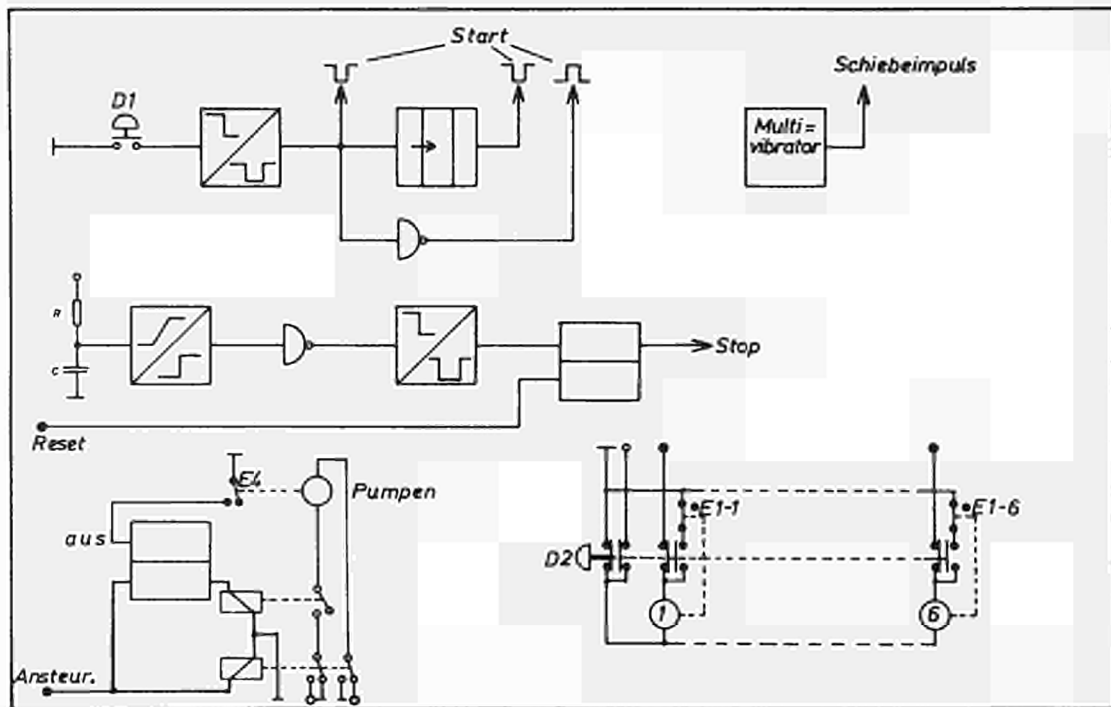 Start
Schiebeimpuls
D1
Multi=
vibrator
R
C
Stop
Reset
E4
Pumpen
aus
E1-1
E1-6
D2
1
6
Ansteur.